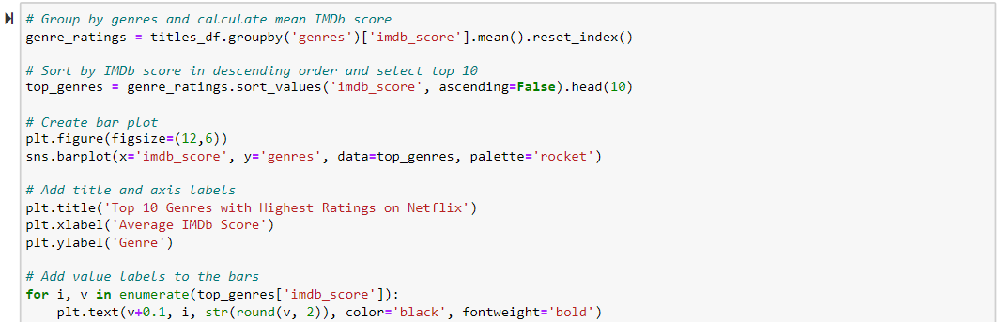 # Group by genres and calculate mean IMDb score
genre_ratings = titles_df.groupby('genres')['imdb_score'].mean().reset_index()
# Sort by IMDb score in descending order and select top 10
top_genres = genre_ratings.sort_values('imdb_score', ascending=False).head(10)
# Create bar plot
plt.figure(figsize=(12,6))
sns.barplot(x='imdb_score', y='genres', data=top_genres, palette='rocket')
# Add title and axis labels
plt.title('Top 10 Genres with Highest Ratings on Netflix')
plt.xlabel('Average IMDb Score')
plt.ylabel('Genre')
# Add value labels to the bars
for i, v in enumerate(top_genres['imdb_score']):
    plt.text(v+0.1, i, str(round(v, 2)), color='black', fontweight='bold')